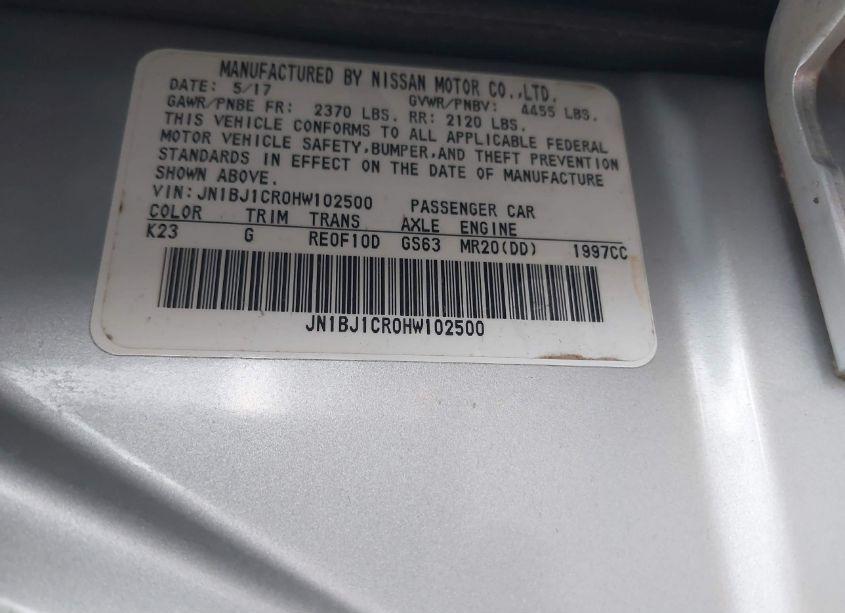 MANUFACTURED BY NISSAN MOTOR CO.,LTD.
DATE: 5/17 GVWR/PNBV: 4455 LBS.
GAWR/PNBE FR: 2370 LBS. RR: 2120 LBS.
THIS VEHICLE CONFORMS TO ALL APPLICABLE FEDERAL
MOTOR VEHICLE SAFETY,BUMPER,AND THEFT PREVENTION
STANDARDS IN EFFECT ON THE DATE OF MANUFACTURE
SHOWN ABOVE.
VIN:JN1BJ1CR0HW102500 PASSENGER CAR
COLOR TRIM TRANS AXLE ENGINE
K23 G RE0F10D GS63 MR20(DD) 1997CC
JN1BJ1CR0HW102500